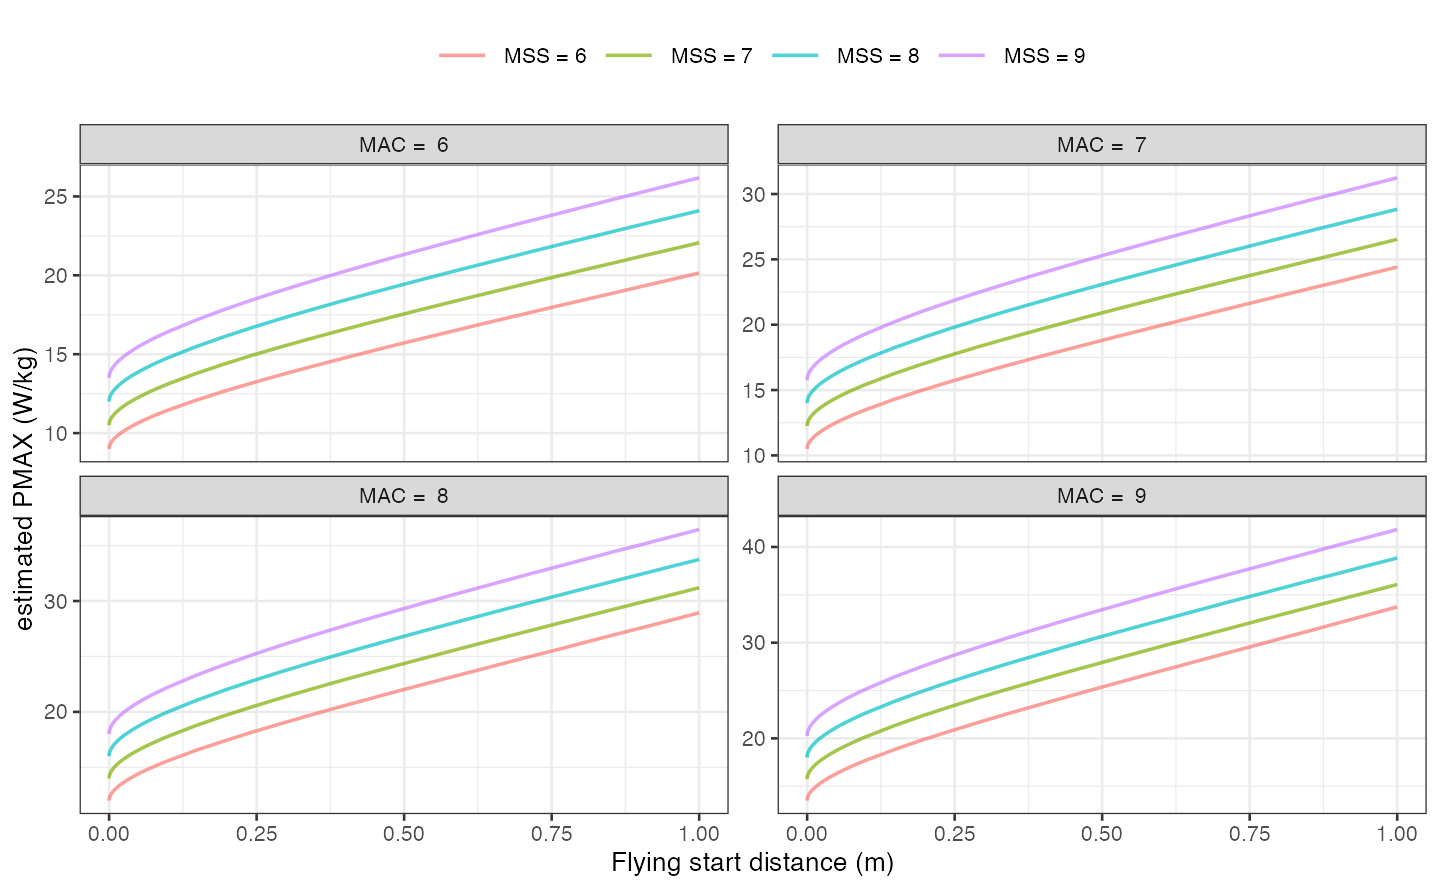 MSS = 6 MSS = 7 MSS = 8 MSS = 9
estimated PMAX (W/kg)
MAC =  6
25
20
15
10
MAC =  7
30
25
20
15
10
MAC =  8
30
20
0.00 0.25 0.50 0.75 1.00
MAC =  9
40
30
20
0.00 0.25 0.50 0.75 1.00
Flying start distance (m)